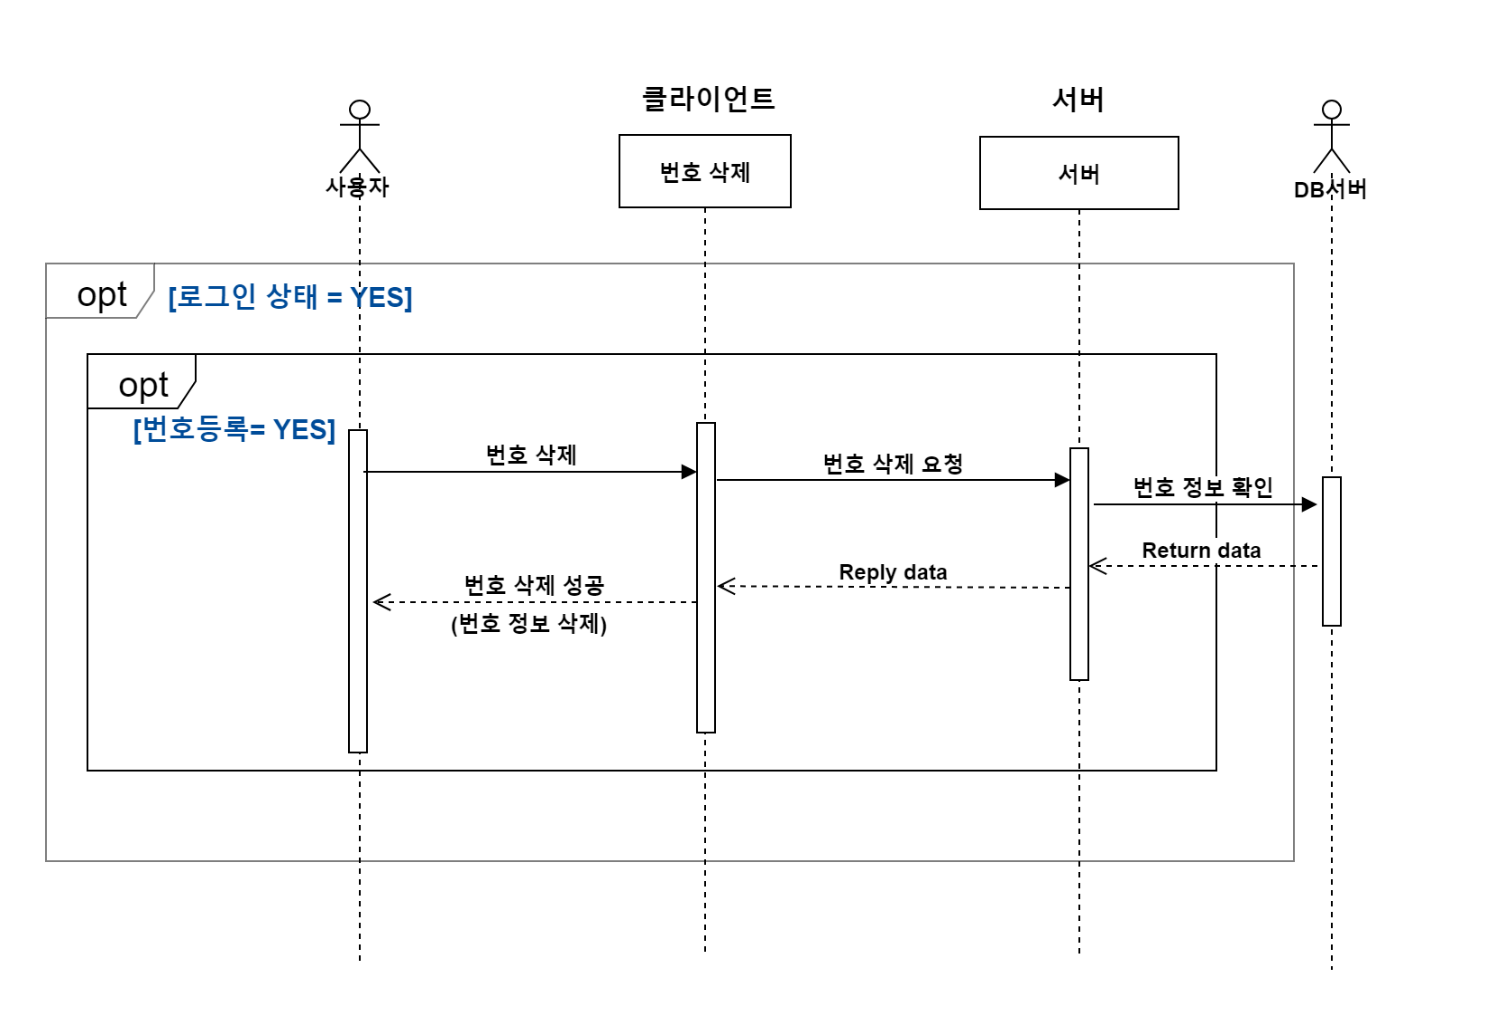 클라이언트
서버
번호 삭제
서버
사용자
DB서버
opt
[로그인 상태 = YES]
opt
[번호등록= YES]
번호 삭제
번호 삭제 요청
번호 정보 확인
Return data
Reply data
번호 삭제 성공
(번호 정보 삭제)